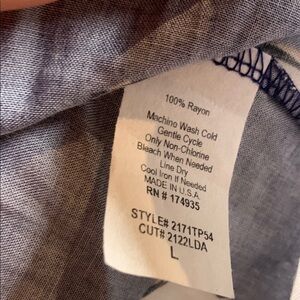 100% Rayon
Machine Wash Cold
Gentle Cycle
Only Non-Chlorine
Bleach When Needed
Line Dry
Cool Iron If Needed
MADE IN U.S.A.
RN # 174935
STYLE# 2171TP54
CUT# 2122LDA
L